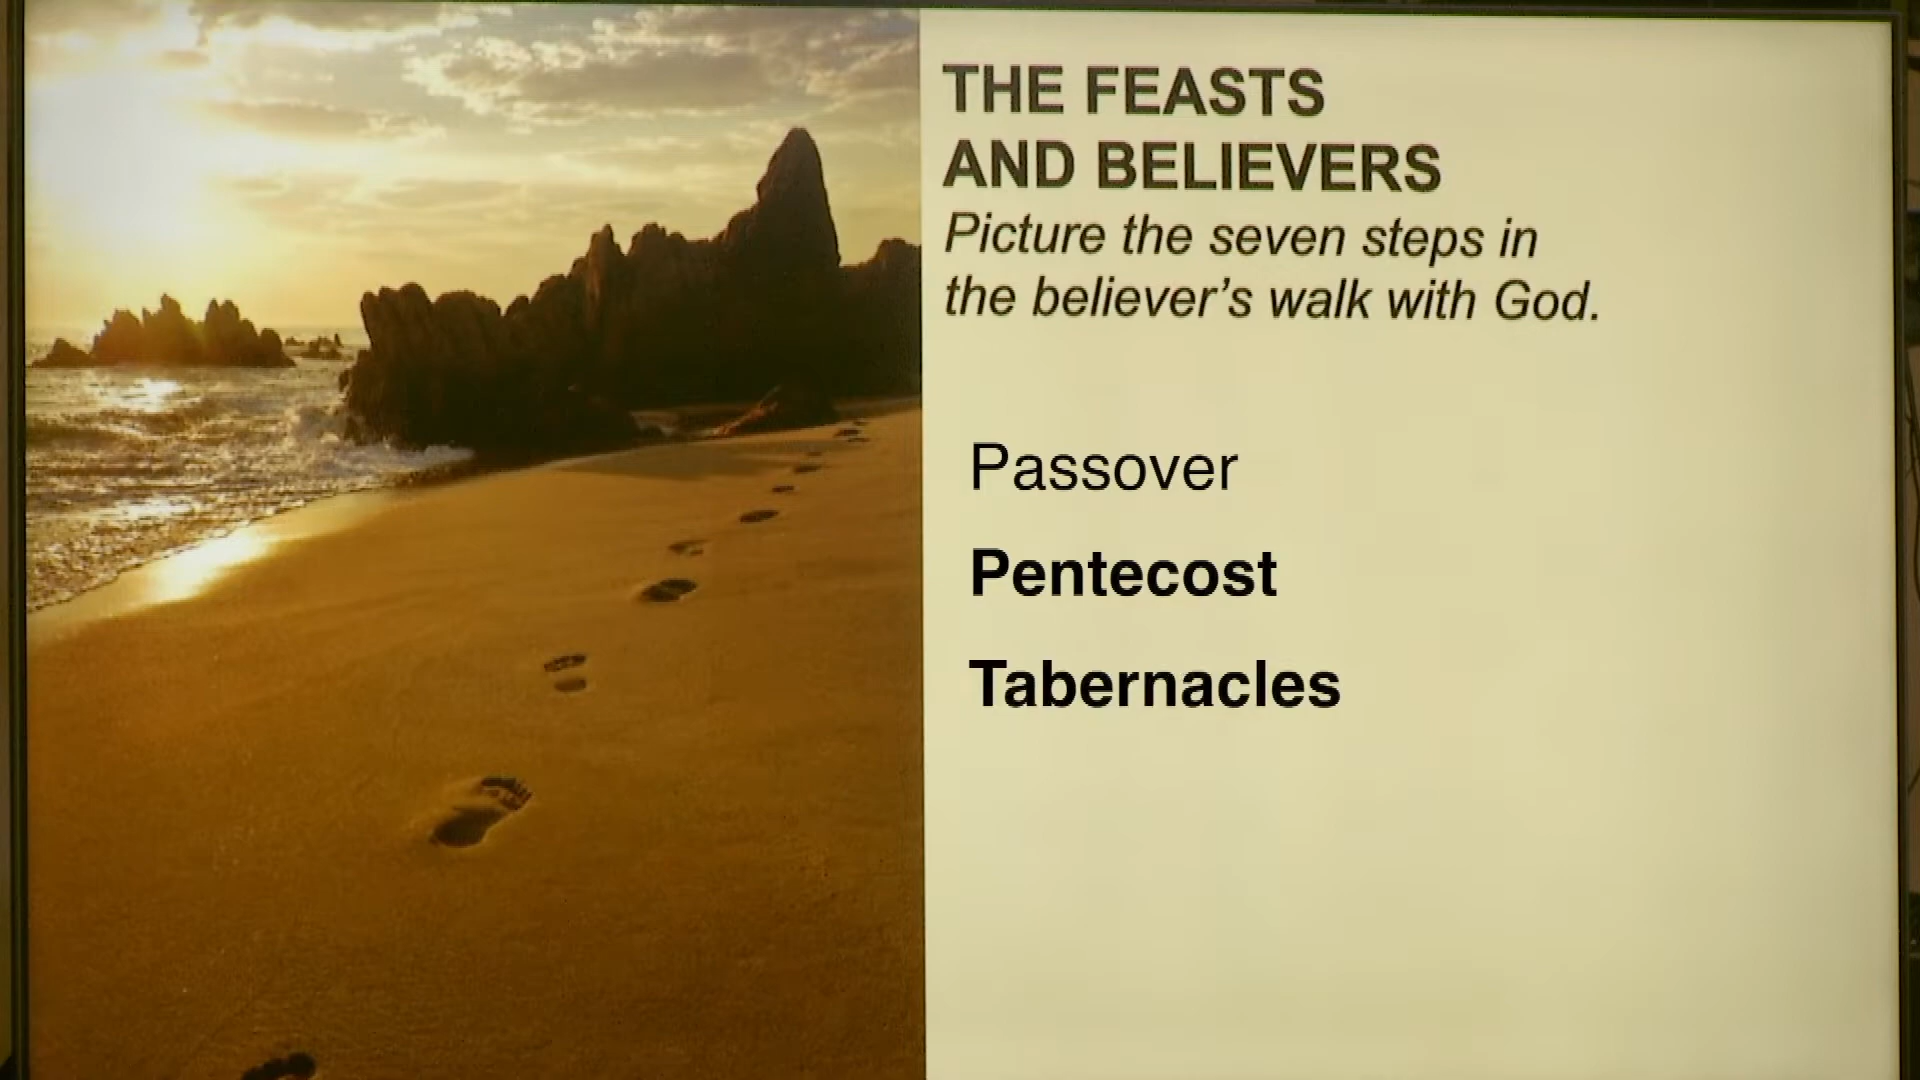 THE FEASTS
AND BELIEVERS
Picture the seven steps in
the believer's walk with God.
Passover
Pentecost
Tabernacles